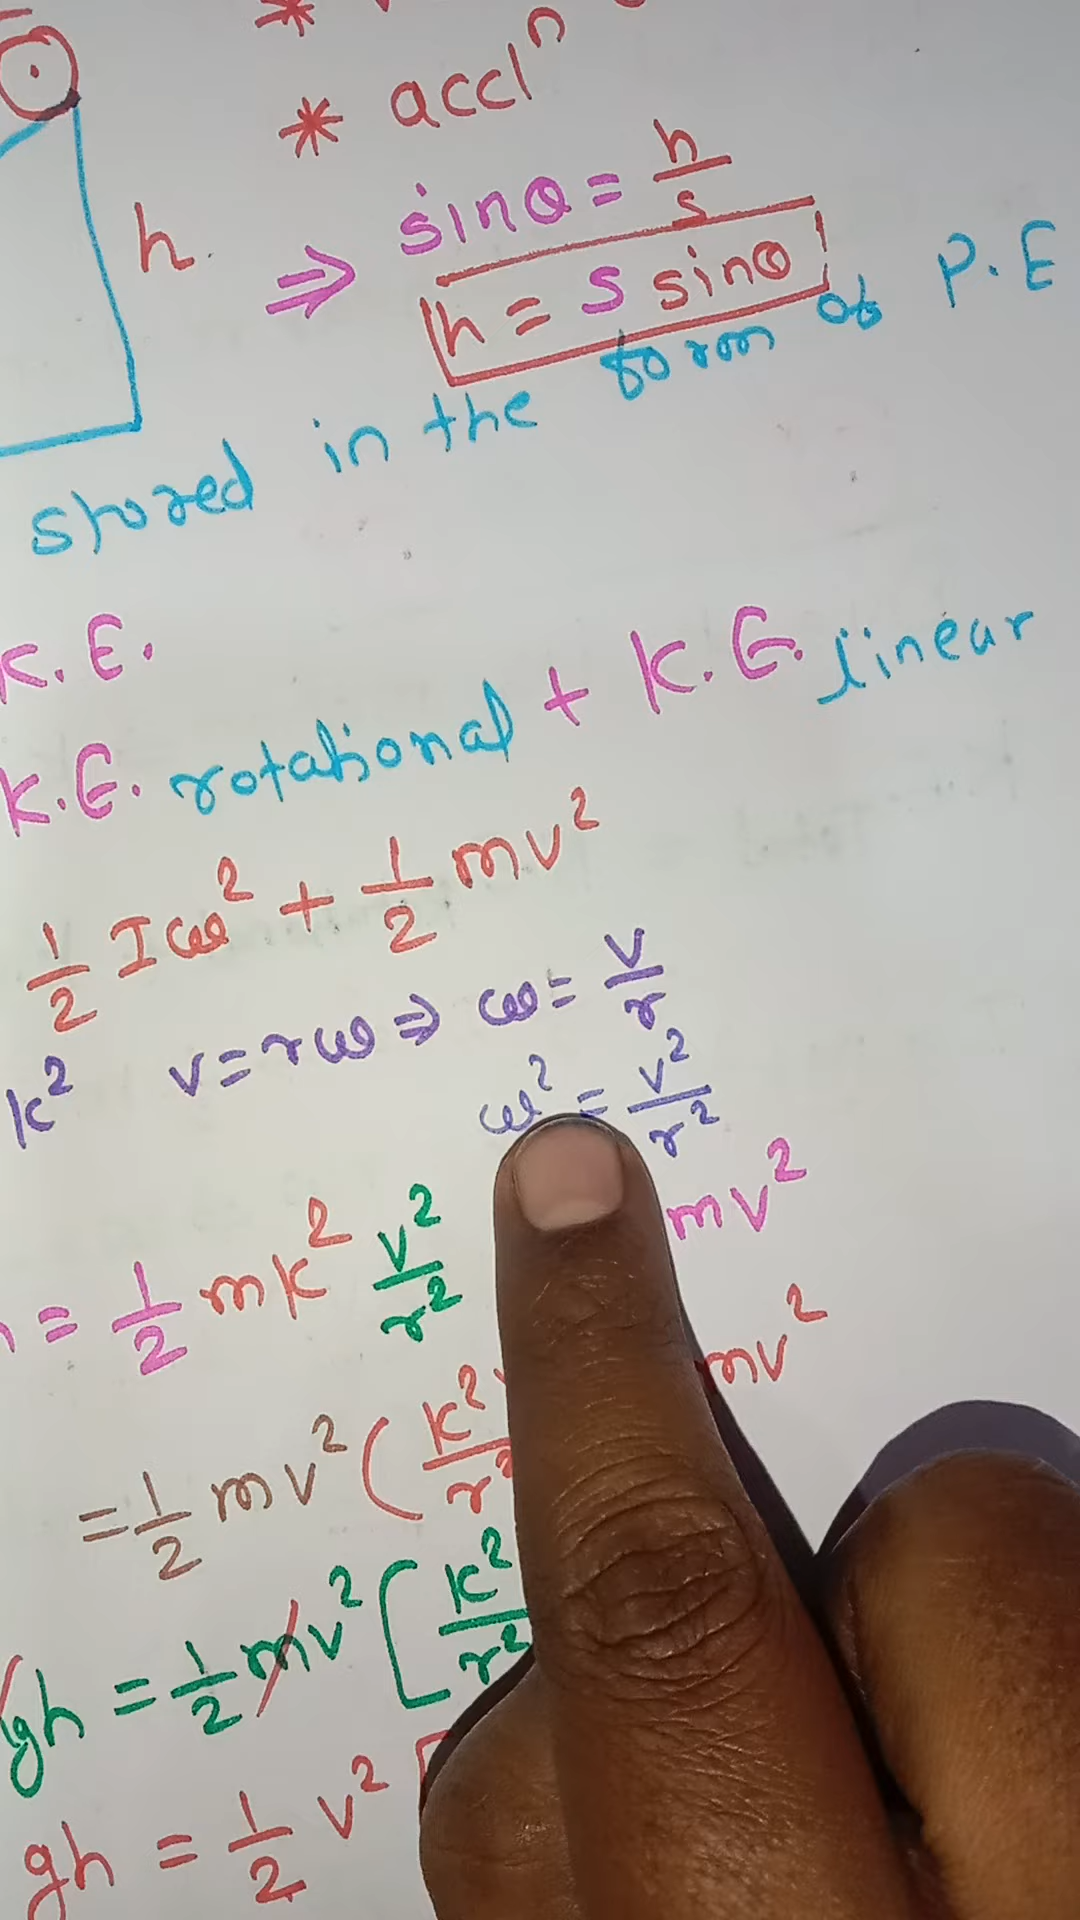 * accl^n
h
⇒ sinθ = h/s
h = s sinθ
stored in the form of P.E
K.E.
K.E. rotational + K.E. linear
1/2 Iω² + 1/2 mv²
k² v = rω ⇒ ω = v/r
ω² = v²/r²
= 1/2 mk² v²/r² mv²
= 1/2 mv² ( k²/r² mv²
gh = 1/2 mv² [ k²/r²
gh = 1/2 v² [